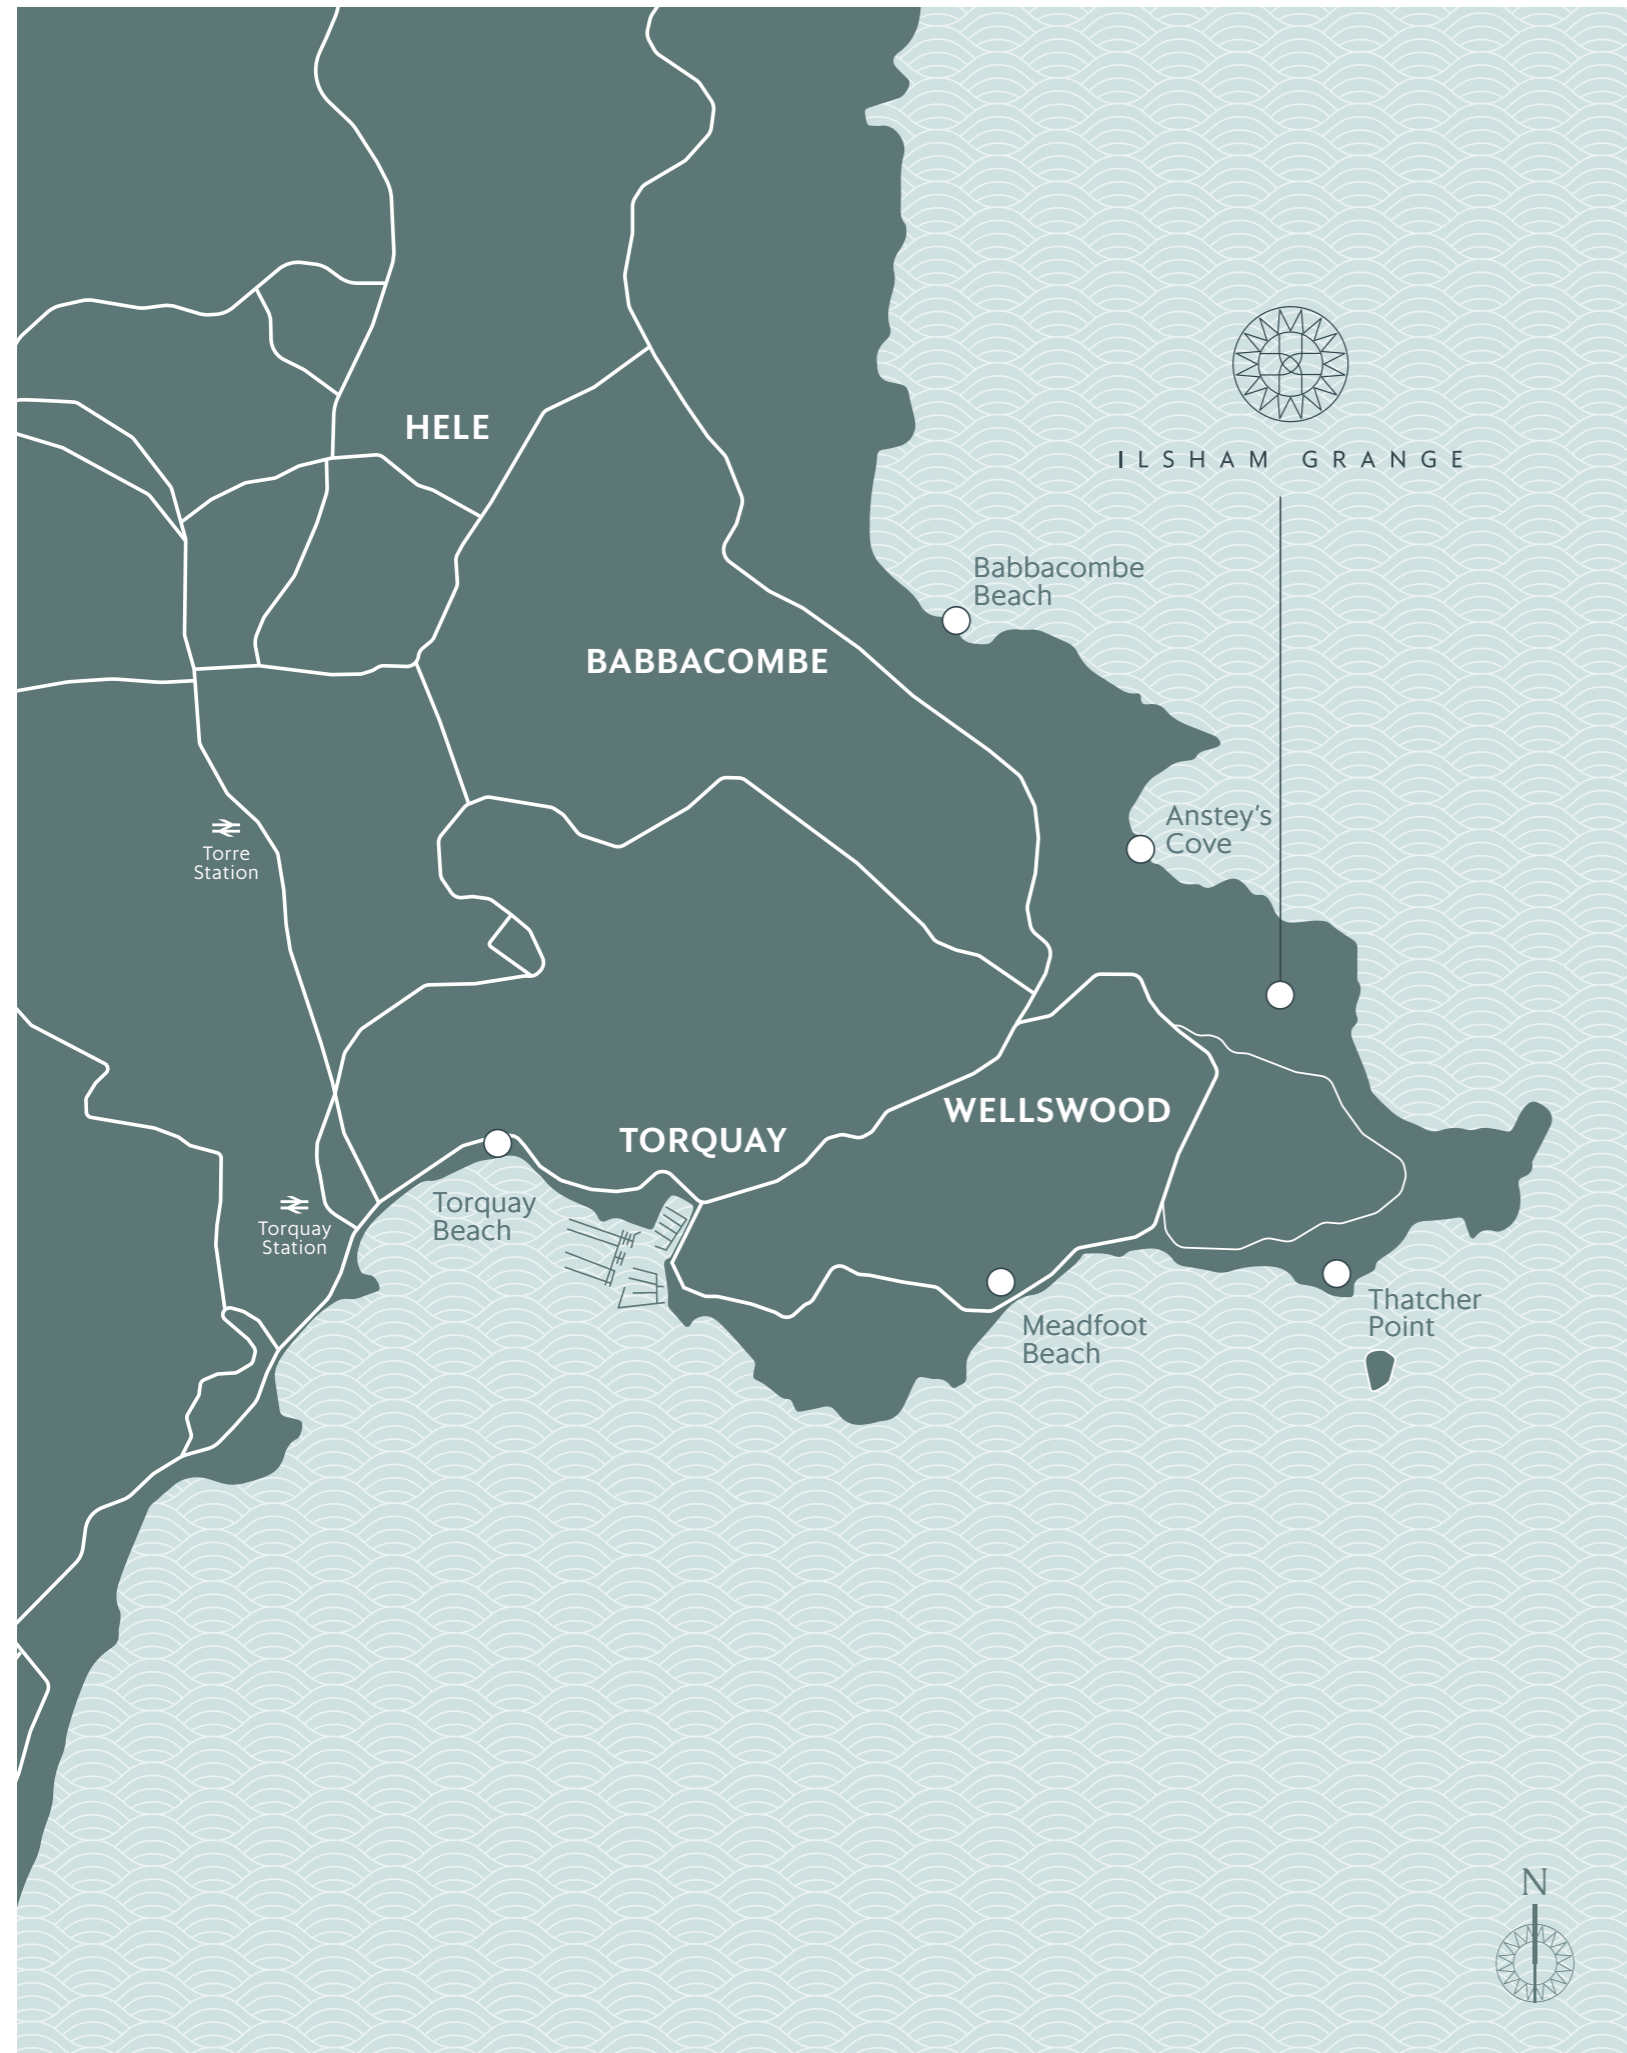 HELE
ILSHAM GRANGE
Babbacombe
Beach
BABBACOMBE
Anstey's
Cove
Torre
Station
WELLSWOOD
TORQUAY
Torquay
Beach
Torquay
Station
Meadfoot
Beach
Thatcher
Point
N